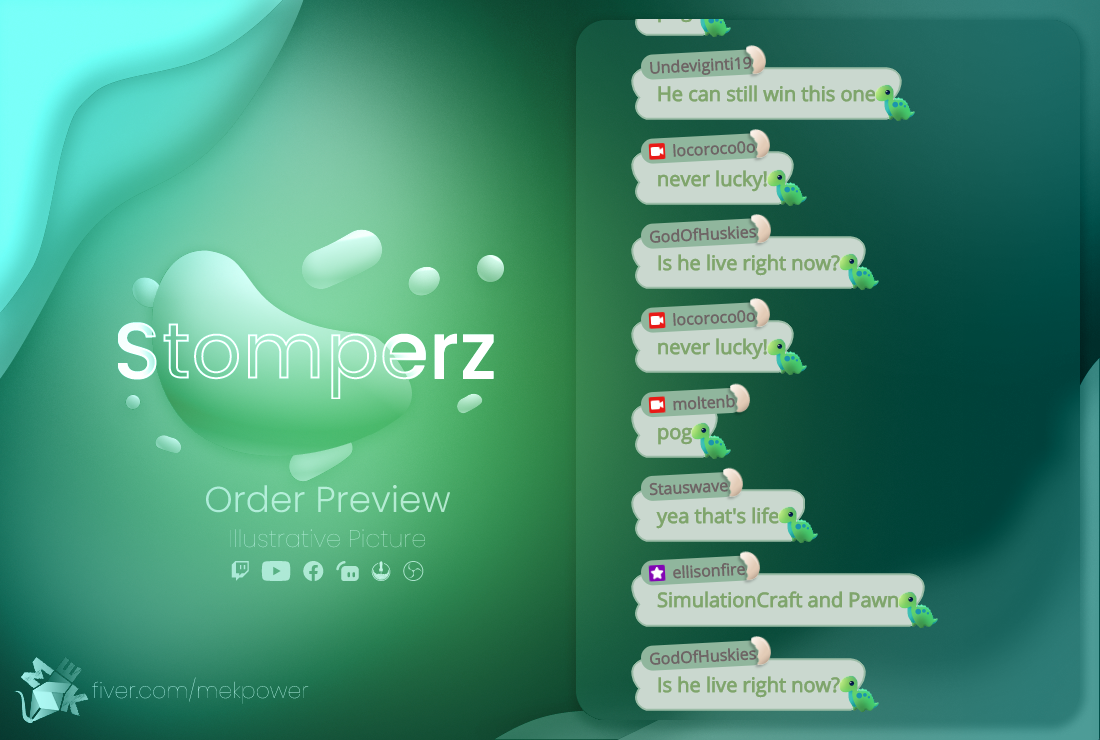 Stomperz
Order Preview
Illustrative Picture
MEK
fiver.com/mekpower
pog
Undeviginti19
He can still win this one
locoroco0o
never lucky!
GodOfHuskies
Is he live right now?
locoroco0o
never lucky!
moltenb
pog
Stauswave
yea that's life
ellisonfire
SimulationCraft and Pawn
GodOfHuskies
Is he live right now?